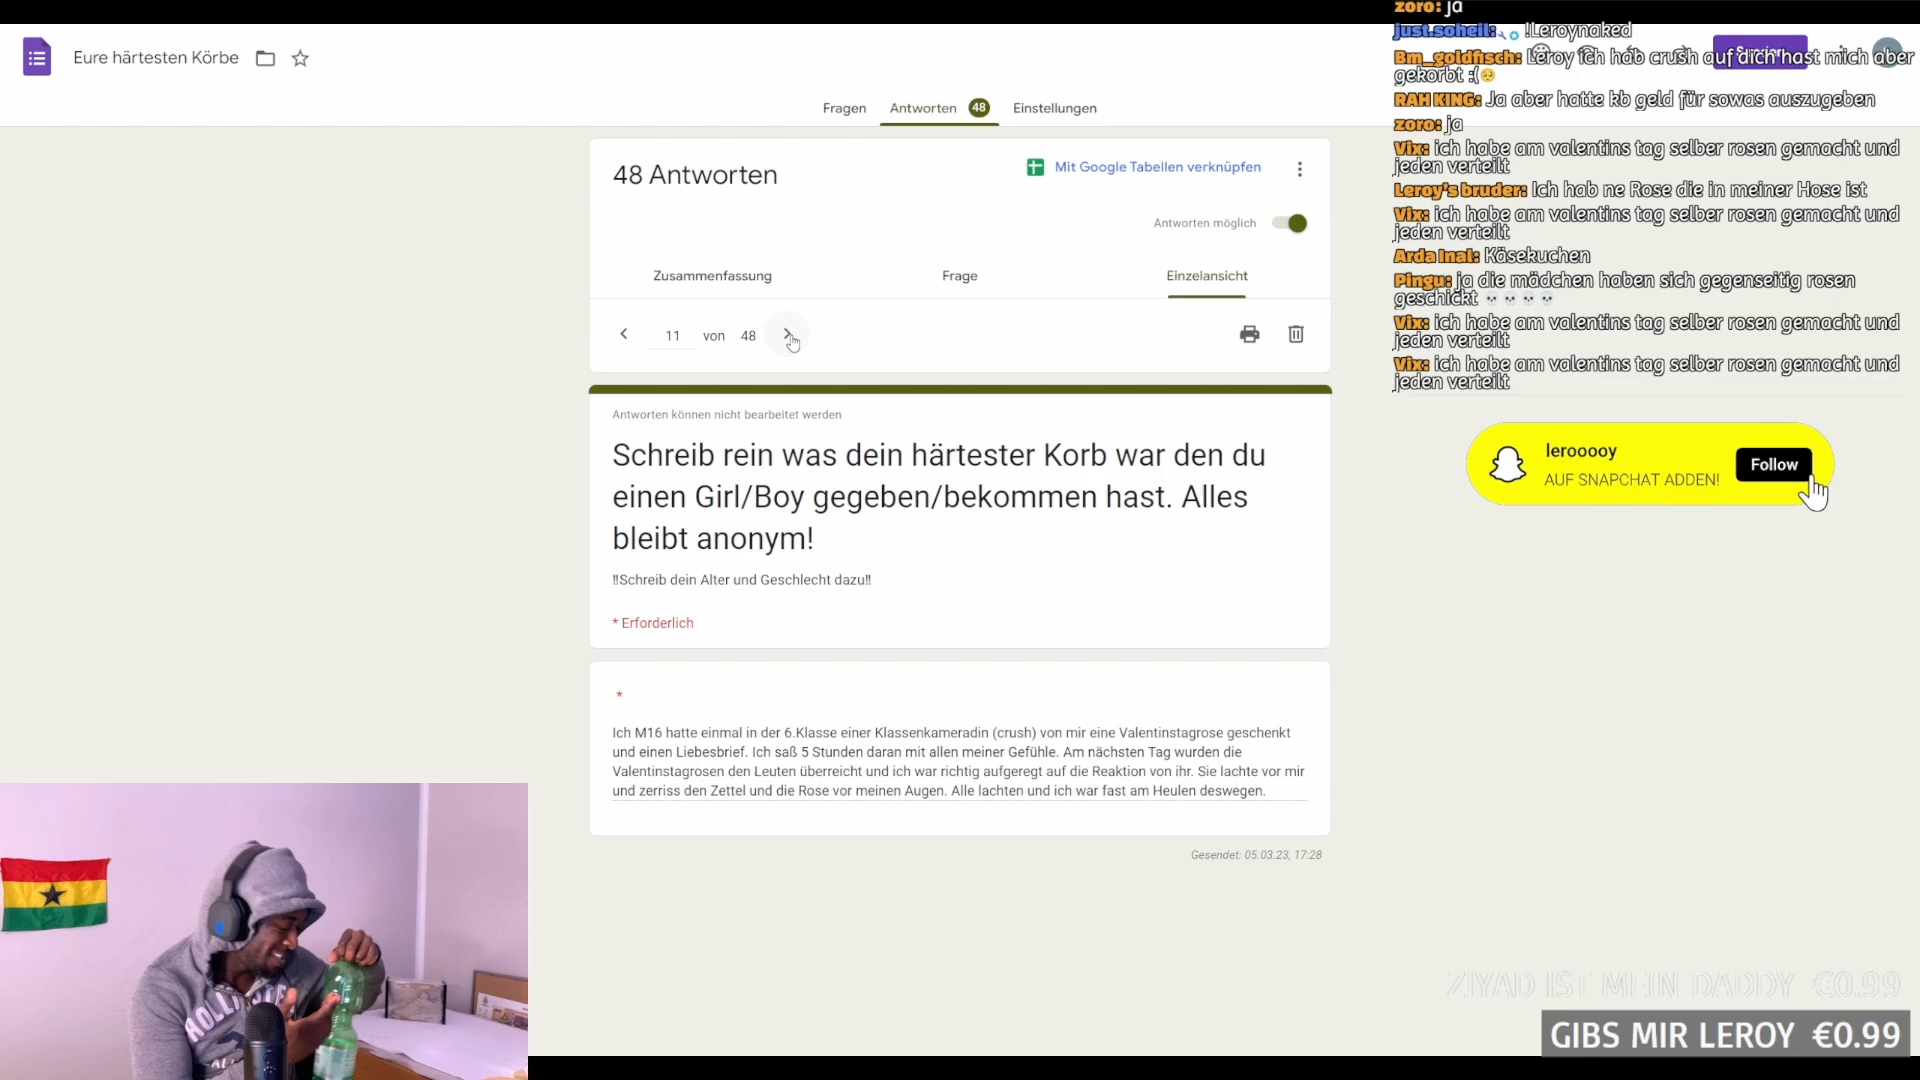 Eure härtesten Körbe
Fragen
Antworten 48
Einstellungen
48 Antworten
Mit Google Tabellen verknüpfen
Antworten möglich
Zusammenfassung
Frage
Einzelansicht
11 von 48
Antworten können nicht bearbeitet werden
Schreib rein was dein härtester Korb war den du
einen Girl/Boy gegeben/bekommen hast. Alles
bleibt anonym!
!!Schreib dein Alter und Geschlecht dazu!!
* Erforderlich
*
Ich M16 hatte einmal in der 6.Klasse einer Klassenkameradin (crush) von mir eine Valentinstagrose geschenkt
und einen Liebesbrief. Ich saß 5 Stunden daran mit allen meiner Gefühle. Am nächsten Tag wurden die
Valentinstagrosen den Leuten überreicht und ich war richtig aufgeregt auf die Reaktion von ihr. Sie lachte vor mir
und zerriss den Zettel und die Rose vor meinen Augen. Alle lachten und ich war fast am Heulen deswegen.
Gesendet: 05.03.23, 17:28
zoro: ja
just.soheil: !Leroynaked
Bm_goldfisch: Leroy ich hab crush auf dich hast mich aber
gekorbt :(🥺
RAH KING: Ja aber hatte kb geld für sowas auszugeben
zoro: ja
Vix: ich habe am valentins tag selber rosen gemacht und
jeden verteilt
Leroy's bruder: Ich hab ne Rose die in meiner Hose ist
Vix: ich habe am valentins tag selber rosen gemacht und
jeden verteilt
Arda Inal: Käsekuchen
Pingu: ja die mädchen haben sich gegenseitig rosen
geschickt 💀💀💀💀
Vix: ich habe am valentins tag selber rosen gemacht und
jeden verteilt
Vix: ich habe am valentins tag selber rosen gemacht und
jeden verteilt
lerooooy
AUF SNAPCHAT ADDEN!
Follow
ZIYAD IST MEIN DADDY €0.99
GIBS MIR LEROY €0.99